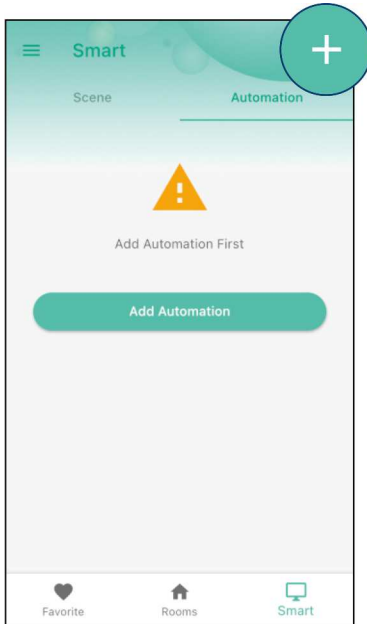 Smart
Scene Automation
Add Automation First
Add Automation
Favorite Rooms Smart